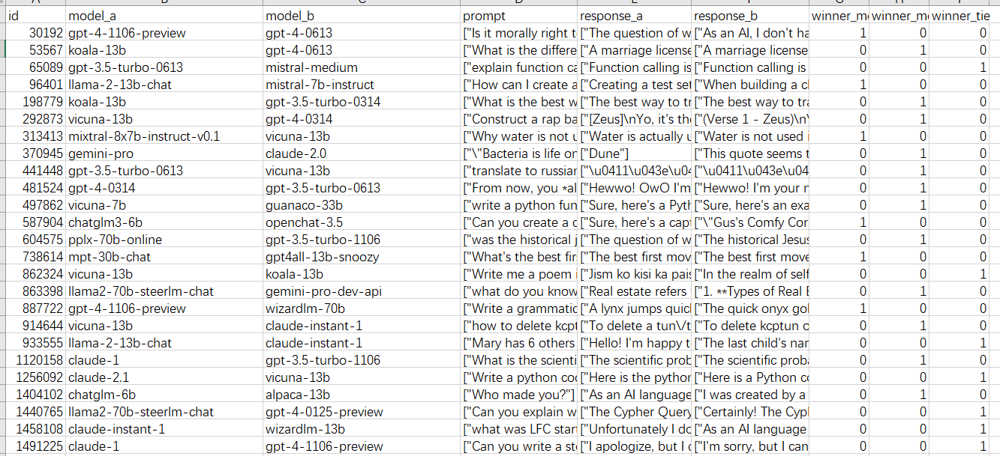 id model_a model_b prompt response_a response_b winner_m winner_m winner_tie
30192 gpt-4-1106-preview gpt-4-0613 ["Is it morally right t ["The question of w ["As an AI, I don't ha 1 0 0
53567 koala-13b gpt-4-0613 ["What is the differe ["A marriage license ["A marriage license 0 1 0
65089 gpt-3.5-turbo-0613 mistral-medium ["explain function ca ["Function calling is ["Function calling is 0 0 1
96401 llama-2-13b-chat mistral-7b-instruct ["How can I create a ["Creating a test set ["When building a cl 1 0 0
198779 koala-13b gpt-3.5-turbo-0314 ["What is the best w ["The best way to tr ["The best way to tra 0 1 0
292873 vicuna-13b gpt-4-0314 ["Construct a rap ba ["[Zeus]\nYo, it's the ["(Verse 1 - Zeus)\n\ 0 1 0
313413 mixtral-8x7b-instruct-v0.1 vicuna-13b ["Why water is not u ["Water is actually u ["Water is not used i 1 0 0
370945 gemini-pro claude-2.0 ["\"Bacteria is life or ["Dune"] ["This quote seems t 0 1 0
441448 gpt-3.5-turbo-0613 vicuna-13b ["translate to russiar ["\u0411\u043e\u04 ["\u0411\u043e\u04 0 1 0
481524 gpt-4-0314 gpt-3.5-turbo-0613 ["From now, you *al ["Hewwo! OwO I'm ["Hewwo! I'm your r 0 1 0
497862 vicuna-7b guanaco-33b ["write a python fun ["Sure, here's a Pyth ["Sure, here's an exa 0 1 0
587904 chatglm3-6b openchat-3.5 ["Can you create a c ["Sure, here's a capt ["\"Gus's Comfy Cor 1 0 0
604575 pplx-70b-online gpt-3.5-turbo-1106 ["was the historical j ["The question of w ["The historical Jesus 0 1 0
738614 mpt-30b-chat gpt4all-13b-snoozy ["What's the best fir ["The best first mov ["The best first move 1 0 0
862324 vicuna-13b koala-13b ["Write me a poem i ["Jism ko kisi ka pais ["In the realm of self 0 0 1
863398 llama2-70b-steerlm-chat gemini-pro-dev-api ["what do you know ["Real estate refers ["1. **Types of Real E 0 1 0
887722 gpt-4-1106-preview wizardlm-70b ["Write a grammatic ["A lynx jumps quicl ["The quick onyx gol 1 0 0
914644 vicuna-13b claude-instant-1 ["how to delete kcpt ["To delete a tun\/t ["To delete kcptun o 0 1 0
933555 llama-2-13b-chat claude-instant-1 ["Mary has 6 others ["Hello! I'm happy t ["The last child's nar 0 0 1
1120158 claude-1 gpt-3.5-turbo-1106 ["What is the scienti ["The scientific prob ["The scientific prob 0 1 0
1256092 claude-2.1 vicuna-13b ["Write a python coc ["Here is the python ["Here is a Python cc 0 0 1
1404102 chatglm-6b alpaca-13b ["Who made you?"] ["As an AI language ["I was created by a 0 1 0
1440765 llama2-70b-steerlm-chat gpt-4-0125-preview ["Can you explain w ["The Cypher Query ["Certainly! The Cypl 0 0 1
1458108 claude-instant-1 wizardlm-13b ["what was LFC start ["Unfortunately I dc ["As an AI language 0 0 1
1491225 claude-1 gpt-4-1106-preview ["Can you write a stc ["I apologize, but I c ["I'm sorry, but I can 0 0 1